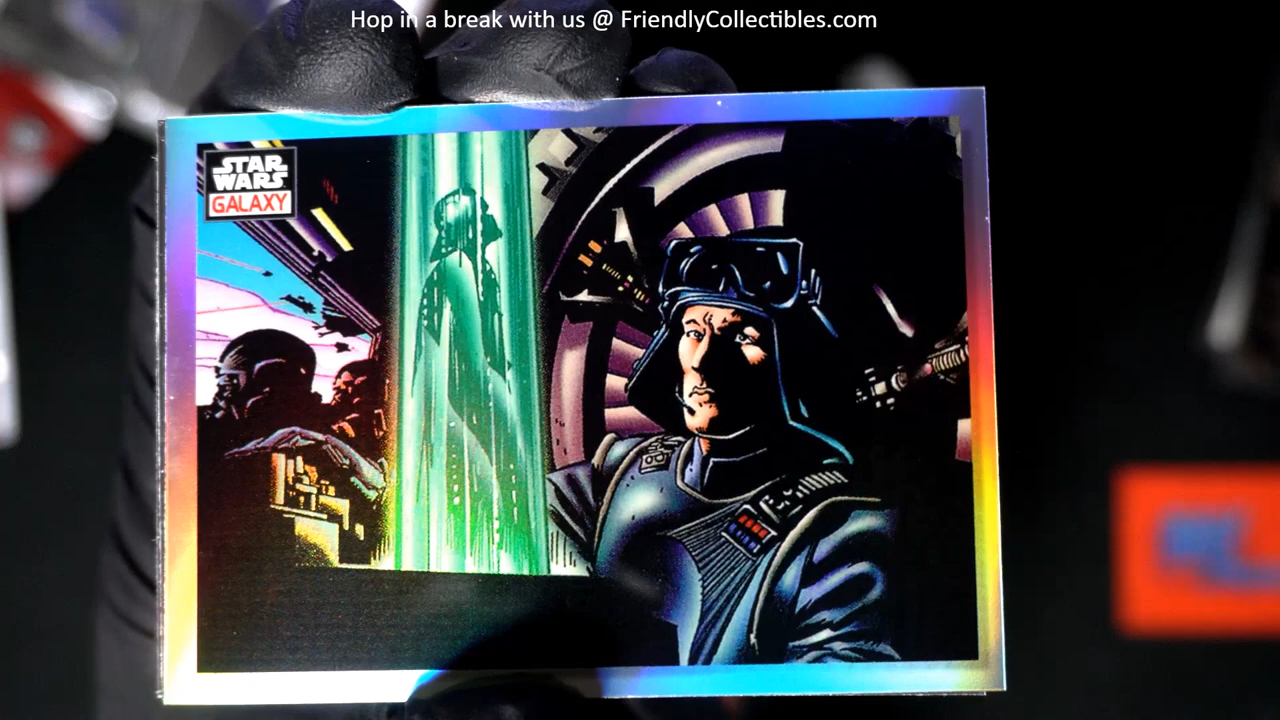 Hop in a break with us @ FriendlyCollectibles.com
STAR
WARS
GALAXY